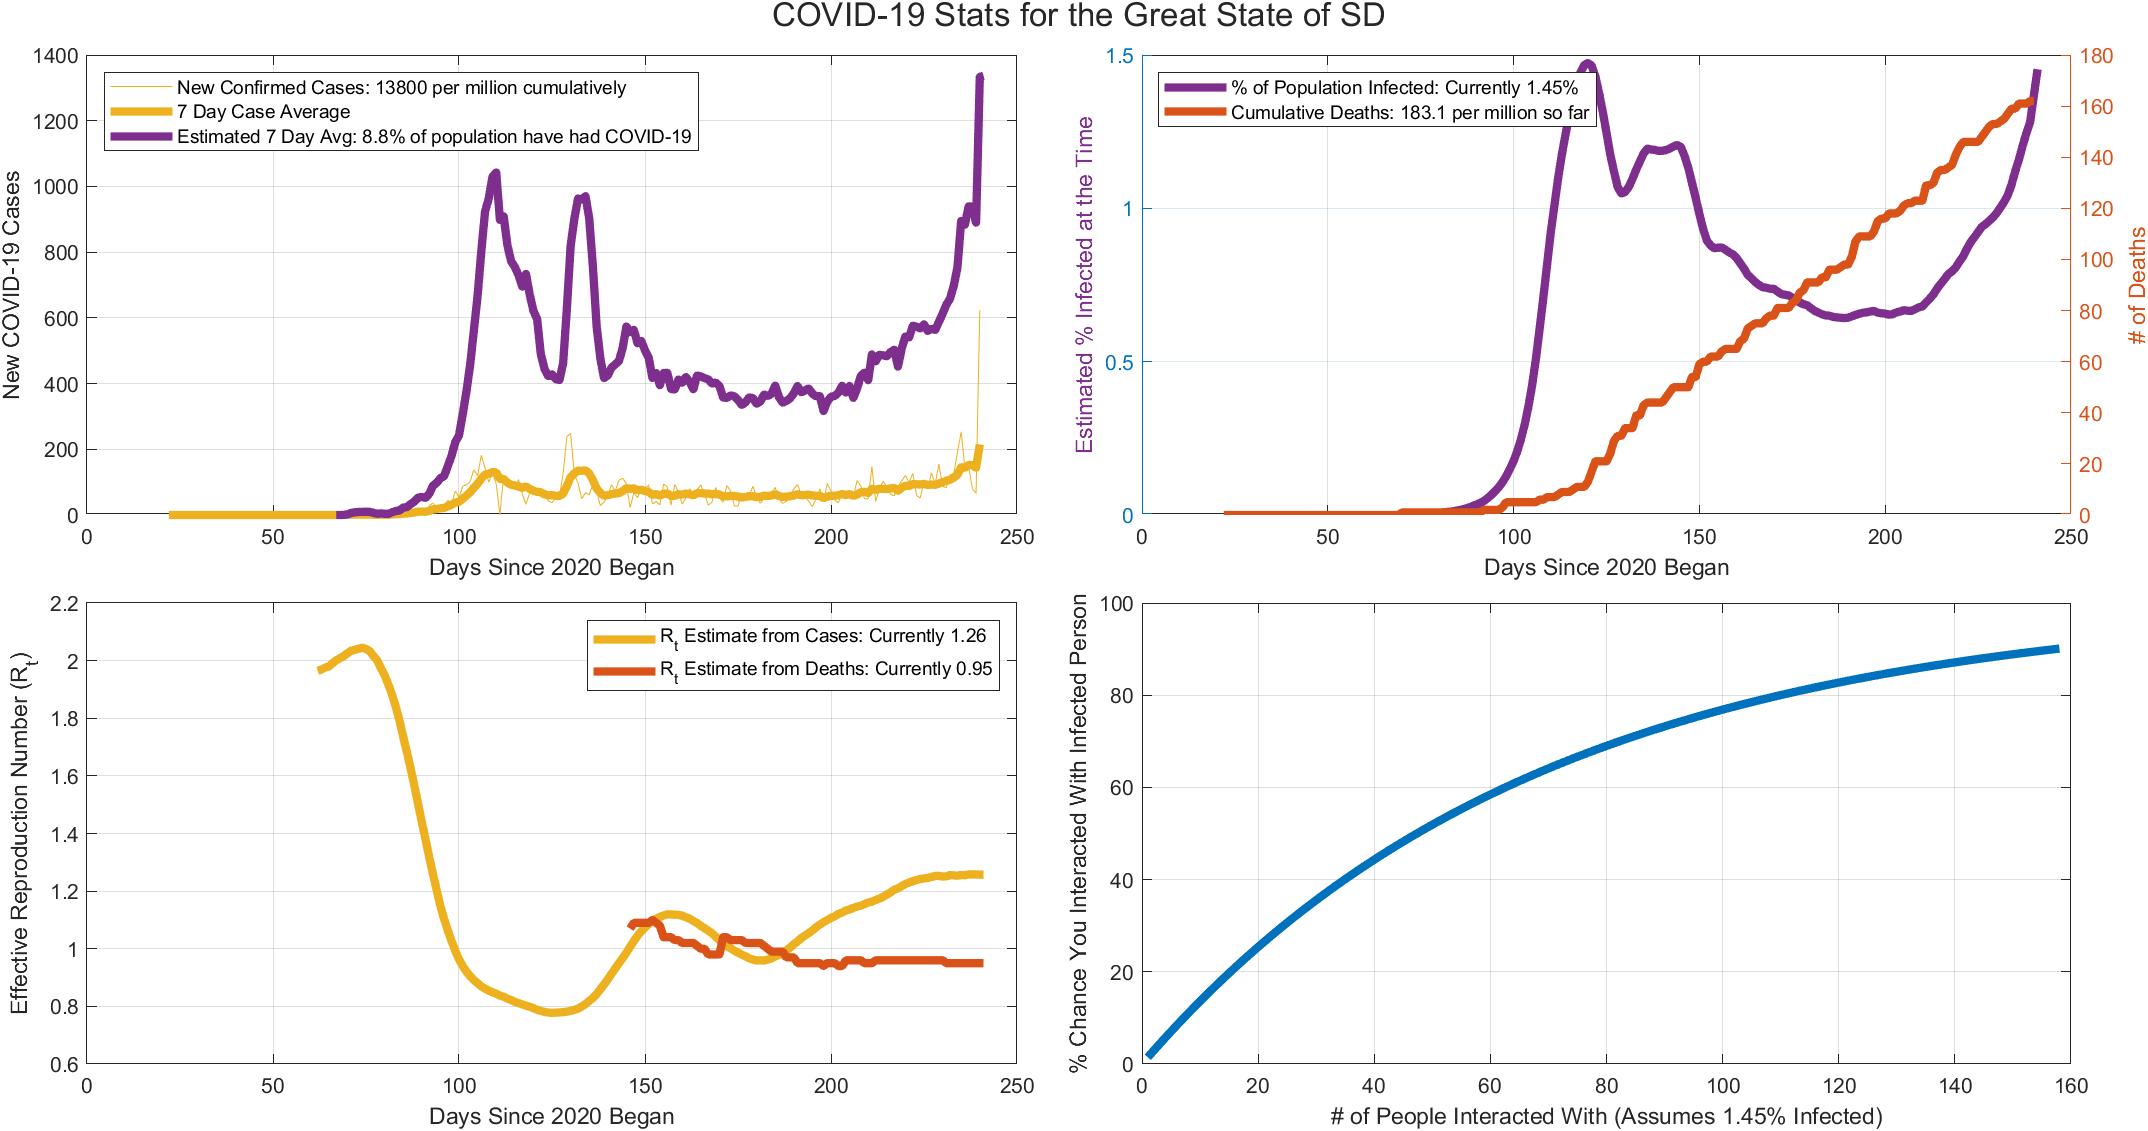 COVID-19 Stats for the Great State of SD
New COVID-19 Cases
1400
1200
1000
800
600
400
200
0
New Confirmed Cases: 13800 per million cumulatively
7 Day Case Average
Estimated 7 Day Avg: 8.8% of population have had COVID-19
0 50 100 150 200 250
Days Since 2020 Began
Estimated % Infected at the Time
1.5
1
0.5
0
% of Population Infected: Currently 1.45%
Cumulative Deaths: 183.1 per million so far
180
160
140
120
100
80
60
40
20
0
# of Deaths
0 50 100 150 200 250
Days Since 2020 Began
Effective Reproduction Number (Rt)
2.2
2
1.8
1.6
1.4
1.2
1
0.8
0.6
Rt Estimate from Cases: Currently 1.26
Rt Estimate from Deaths: Currently 0.95
0 50 100 150 200 250
Days Since 2020 Began
% Chance You Interacted With Infected Person
100
80
60
40
20
0
0 20 40 60 80 100 120 140 160
# of People Interacted With (Assumes 1.45% Infected)